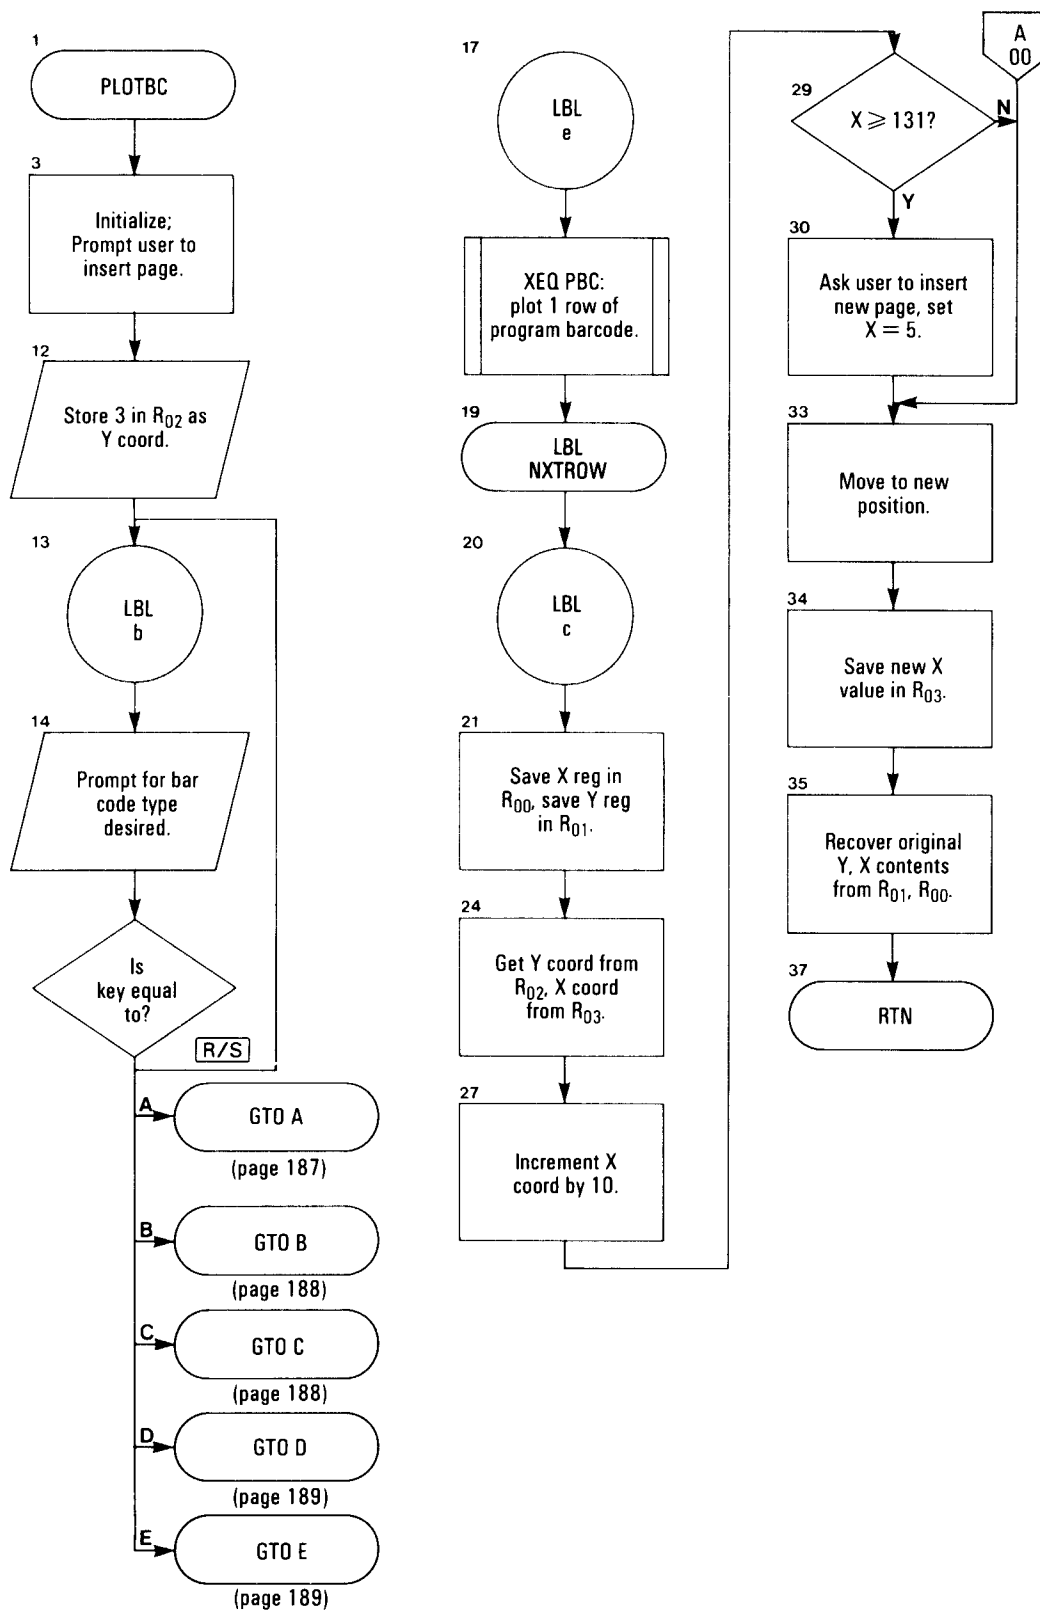 1
PLOTBC
3
Initialize;
Prompt user to
insert page.
12
Store 3 in R02 as
Y coord.
13
LBL
b
14
Prompt for bar
code type
desired.
Is
key equal
to?
R/S
A
GTO A
(page 187)
B
GTO B
(page 188)
C
GTO C
(page 188)
D
GTO D
(page 189)
E
GTO E
(page 189)
17
LBL
e
XEQ PBC:
plot 1 row of
program barcode.
19
LBL
NXTROW
20
LBL
c
21
Save X reg in
R00, save Y reg
in R01.
24
Get Y coord from
R02, X coord
from R03.
27
Increment X
coord by 10.
A
00
29
X ⩾ 131?
N
Y
30
Ask user to insert
new page, set
X = 5.
33
Move to new
position.
34
Save new X
value in R03.
35
Recover original
Y, X contents
from R01, R00.
37
RTN